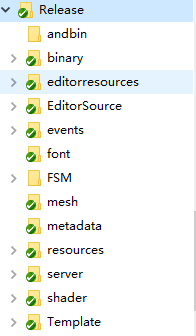 Release
andbin
binary
editorresources
EditorSource
events
font
FSM
mesh
metadata
resources
server
shader
Template